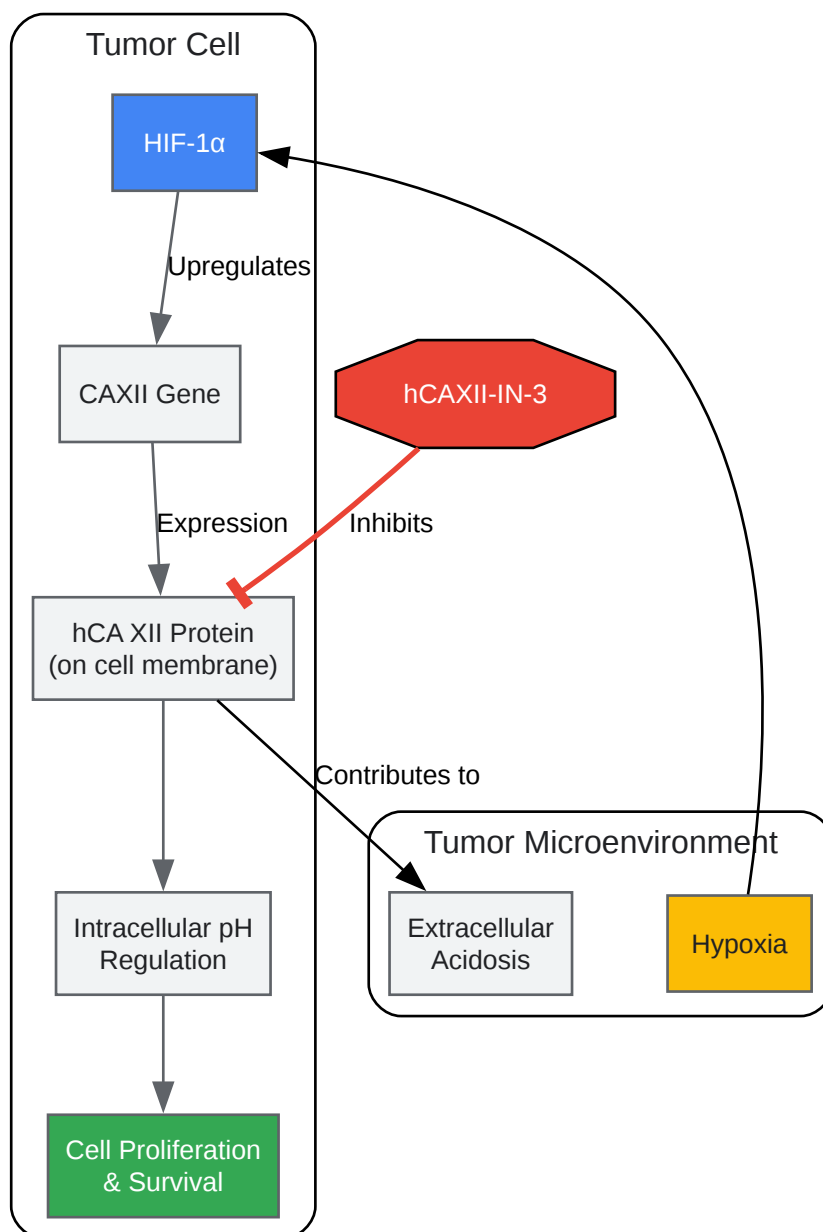 Tumor Cell
HIF-1α
Upregulates
CAXII Gene
hCAXII-IN-3
Expression
Inhibits
hCA XII Protein
(on cell membrane)
Contributes to
Tumor Microenvironment
Intracellular pH
Regulation
Extracellular
Acidosis
Hypoxia
Cell Proliferation
& Survival